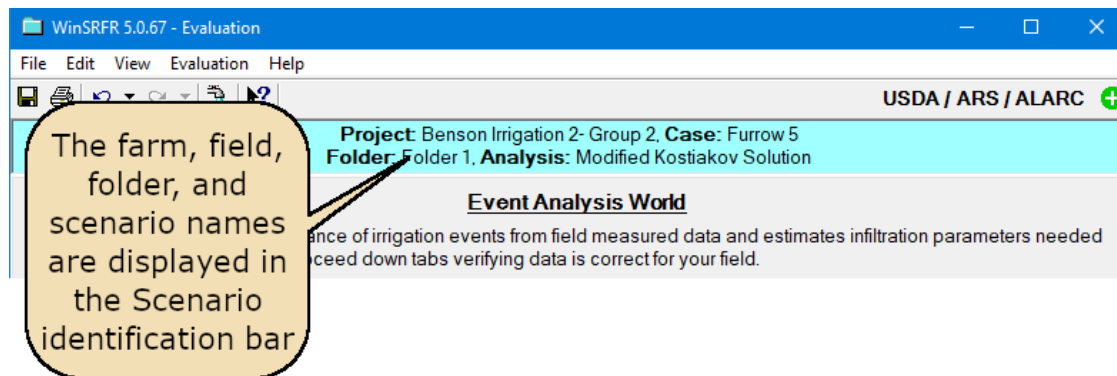 WinSRFR 5.0.67 - Evaluation
File Edit View Evaluation Help
USDA / ARS / ALARC
Project: Benson Irrigation 2- Group 2, Case: Furrow 5
Folder: Folder 1, Analysis: Modified Kostiakov Solution
Event Analysis World
ance of irrigation events from field measured data and estimates infiltration parameters needed
ceed down tabs verifying data is correct for your field.
The farm, field,
folder, and
scenario names
are displayed in
the Scenario
identification bar